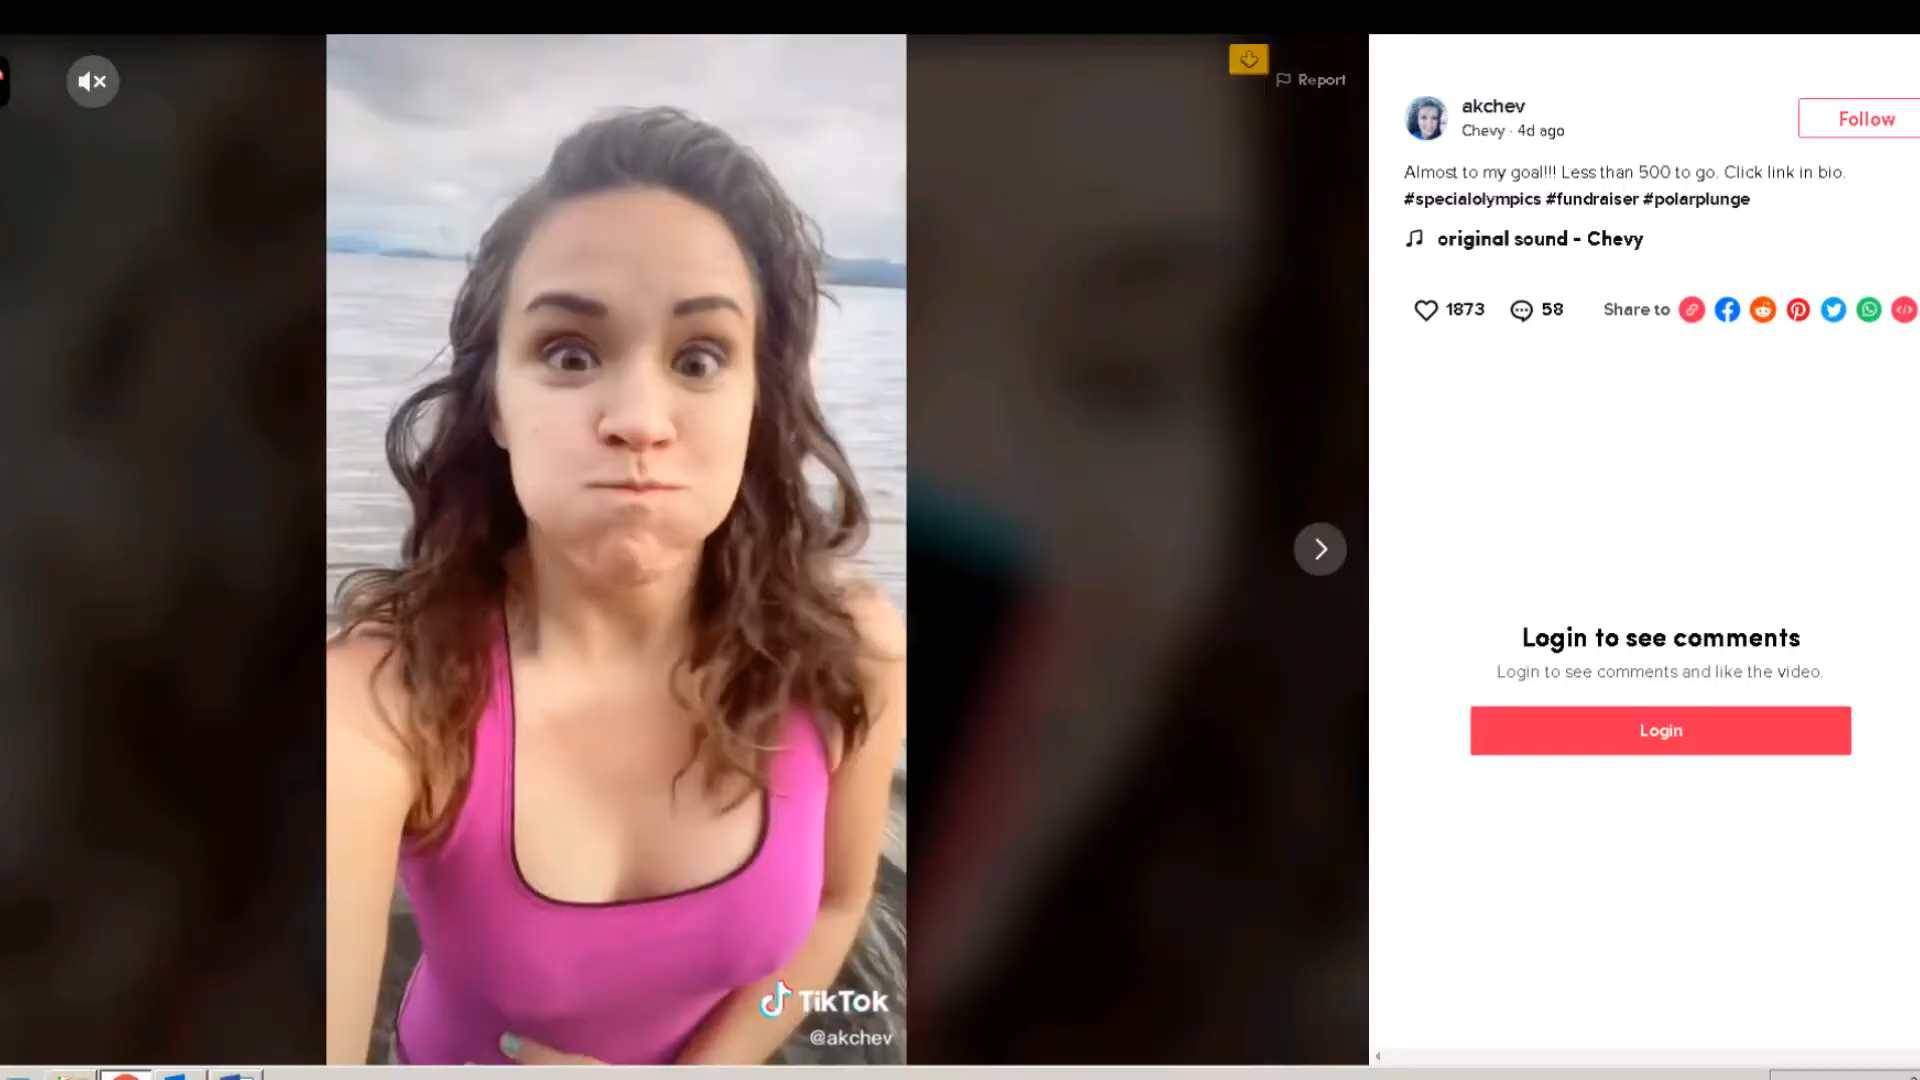 Report
akchev
Chevy · 4d ago
Follow
Almost to my goal!!! Less than 500 to go. Click link in bio.
#specialolympics #fundraiser #polarplunge
original sound - Chevy
1873
58
Share to
Login to see comments
Login to see comments and like the video.
Login
TikTok
@akchev